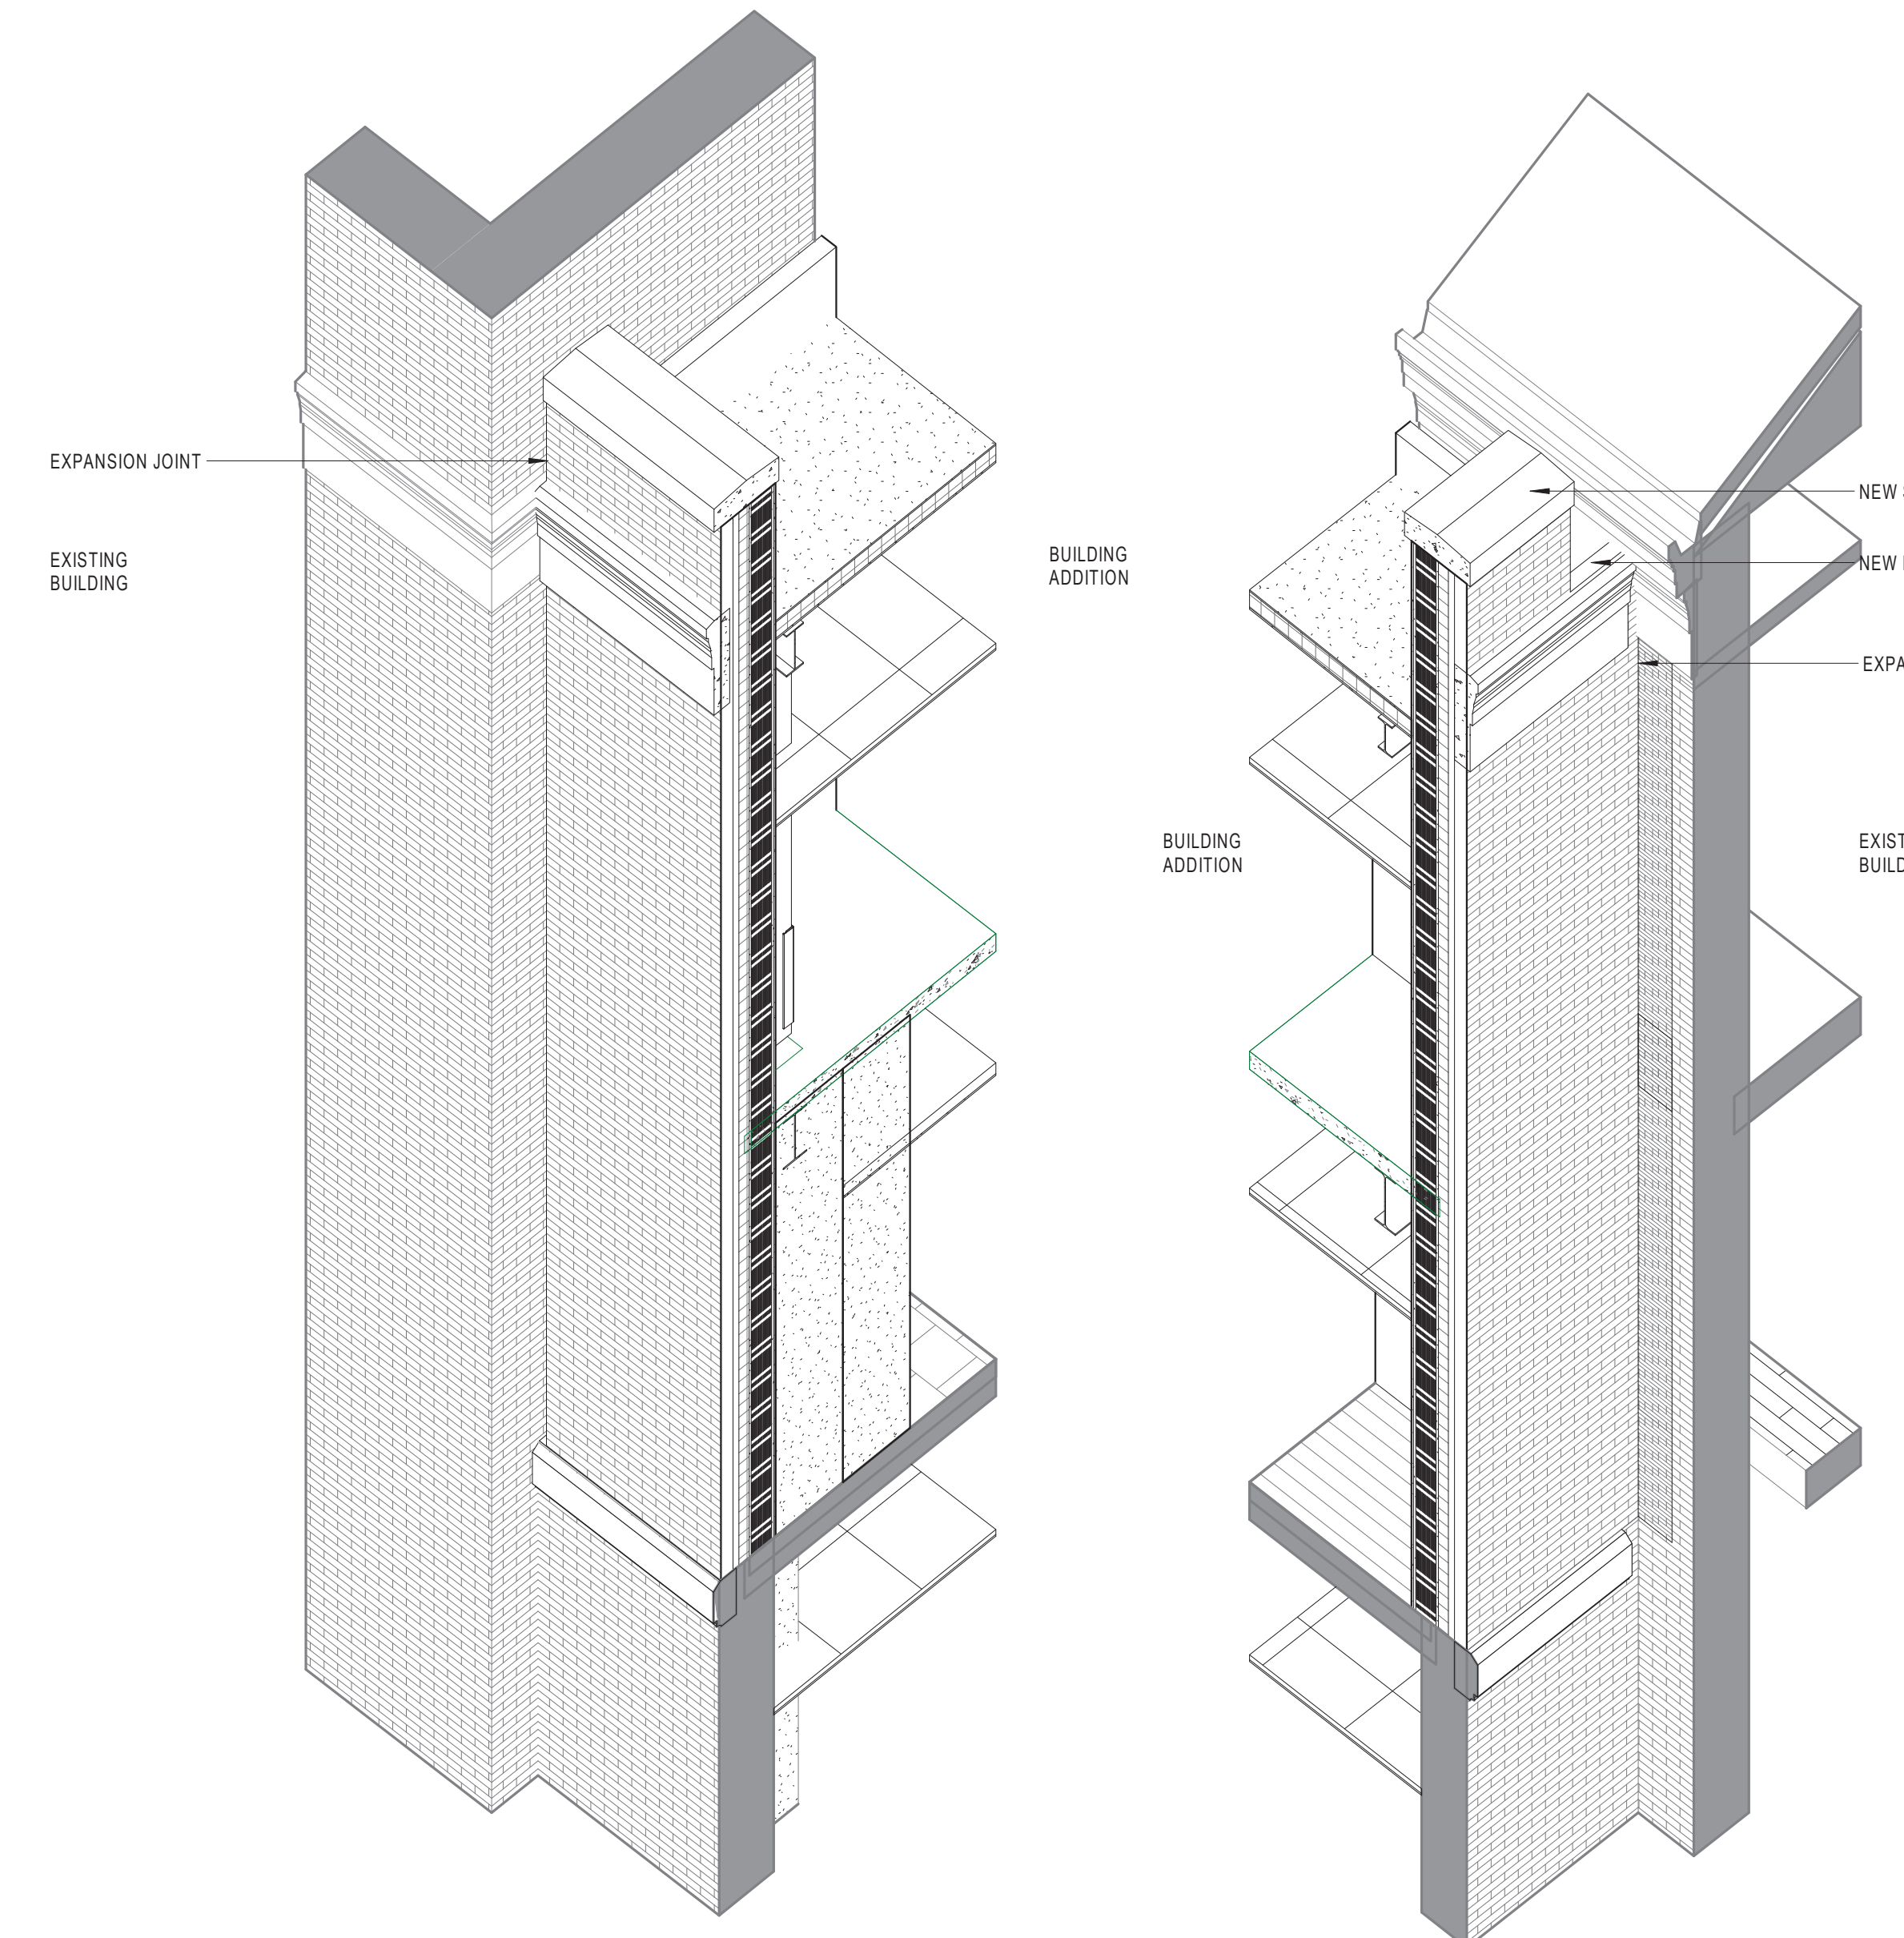 EXPANSION JOINT
EXISTING
BUILDING
BUILDING
ADDITION
BUILDING
ADDITION
NEW
NEW